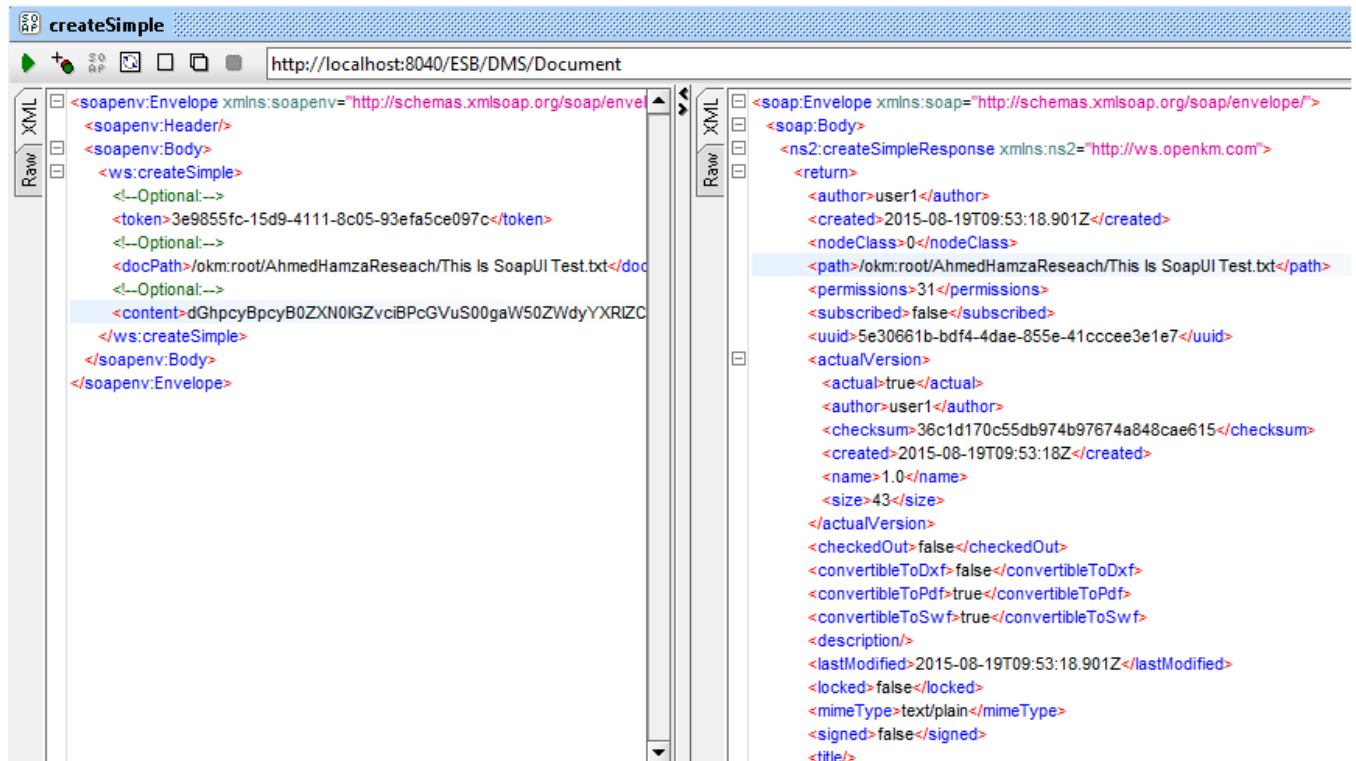 SOAP createSimple
SOAP http://localhost:8040/ESB/DMS/Document
XML
Raw
<soapenv:Envelope xmlns:soapenv="http://schemas.xmlsoap.org/soap/envel
<soapenv:Header/>
<soapenv:Body>
<ws:createSimple>
<!--Optional:-->
<token>3e9855fc-15d9-4111-8c05-93efa5ce097c</token>
<!--Optional:-->
<docPath>/okm:root/AhmedHamzaReseach/This Is SoapUI Test.txt</doc
<!--Optional:-->
<content>dGhpcyBpcyB0ZXN0IGZvciBPcGVuS00gaW50ZWdyYXRlZC
</ws:createSimple>
</soapenv:Body>
</soapenv:Envelope>
XML
Raw
<soap:Envelope xmlns:soap="http://schemas.xmlsoap.org/soap/envelope/">
<soap:Body>
<ns2:createSimpleResponse xmlns:ns2="http://ws.openkm.com">
<return>
<author>user1</author>
<created>2015-08-19T09:53:18.901Z</created>
<nodeClass>0</nodeClass>
<path>/okm:root/AhmedHamzaReseach/This Is SoapUI Test.txt</path>
<permissions>31</permissions>
<subscribed>false</subscribed>
<uuid>5e30661b-bdf4-4dae-855e-41cccee3e1e7</uuid>
<actualVersion>
<actual>true</actual>
<author>user1</author>
<checksum>36c1d170c55db974b97674a848cae615</checksum>
<created>2015-08-19T09:53:18Z</created>
<name>1.0</name>
<size>43</size>
</actualVersion>
<checkedOut>false</checkedOut>
<convertibleToDxf>false</convertibleToDxf>
<convertibleToPdf>true</convertibleToPdf>
<convertibleToSwf>true</convertibleToSwf>
<description/>
<lastModified>2015-08-19T09:53:18.901Z</lastModified>
<locked>false</locked>
<mimeType>text/plain</mimeType>
<signed>false</signed>
<title/>